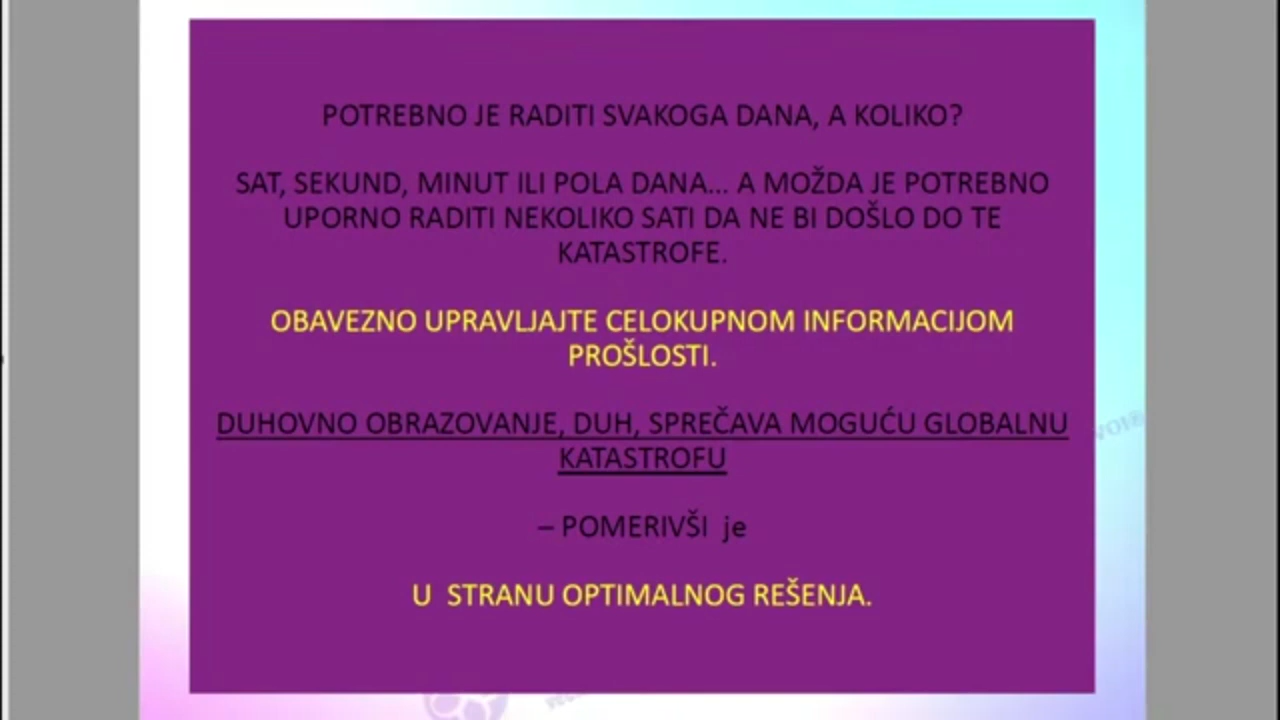 POTREBNO JE RADITI SVAKOGA DANA, A KOLIKO?
SAT, SEKUND, MINUT ILI POLA DANA... A MOŽDA JE POTREBNO
UPORNO RADITI NEKOLIKO SATI DA NE BI DOŠLO DO TE
KATASTROFE.
OBAVEZNO UPRAVLJAJTE CELOKUPNOM INFORMACIJOM
PROŠLOSTI.
DUHOVNO OBRAZOVANJE, DUH, SPREČAVA MOGUĆU GLOBALNU
KATASTROFU
– POMERIVŠI  je
U  STRANU OPTIMALNOG REŠENJA.